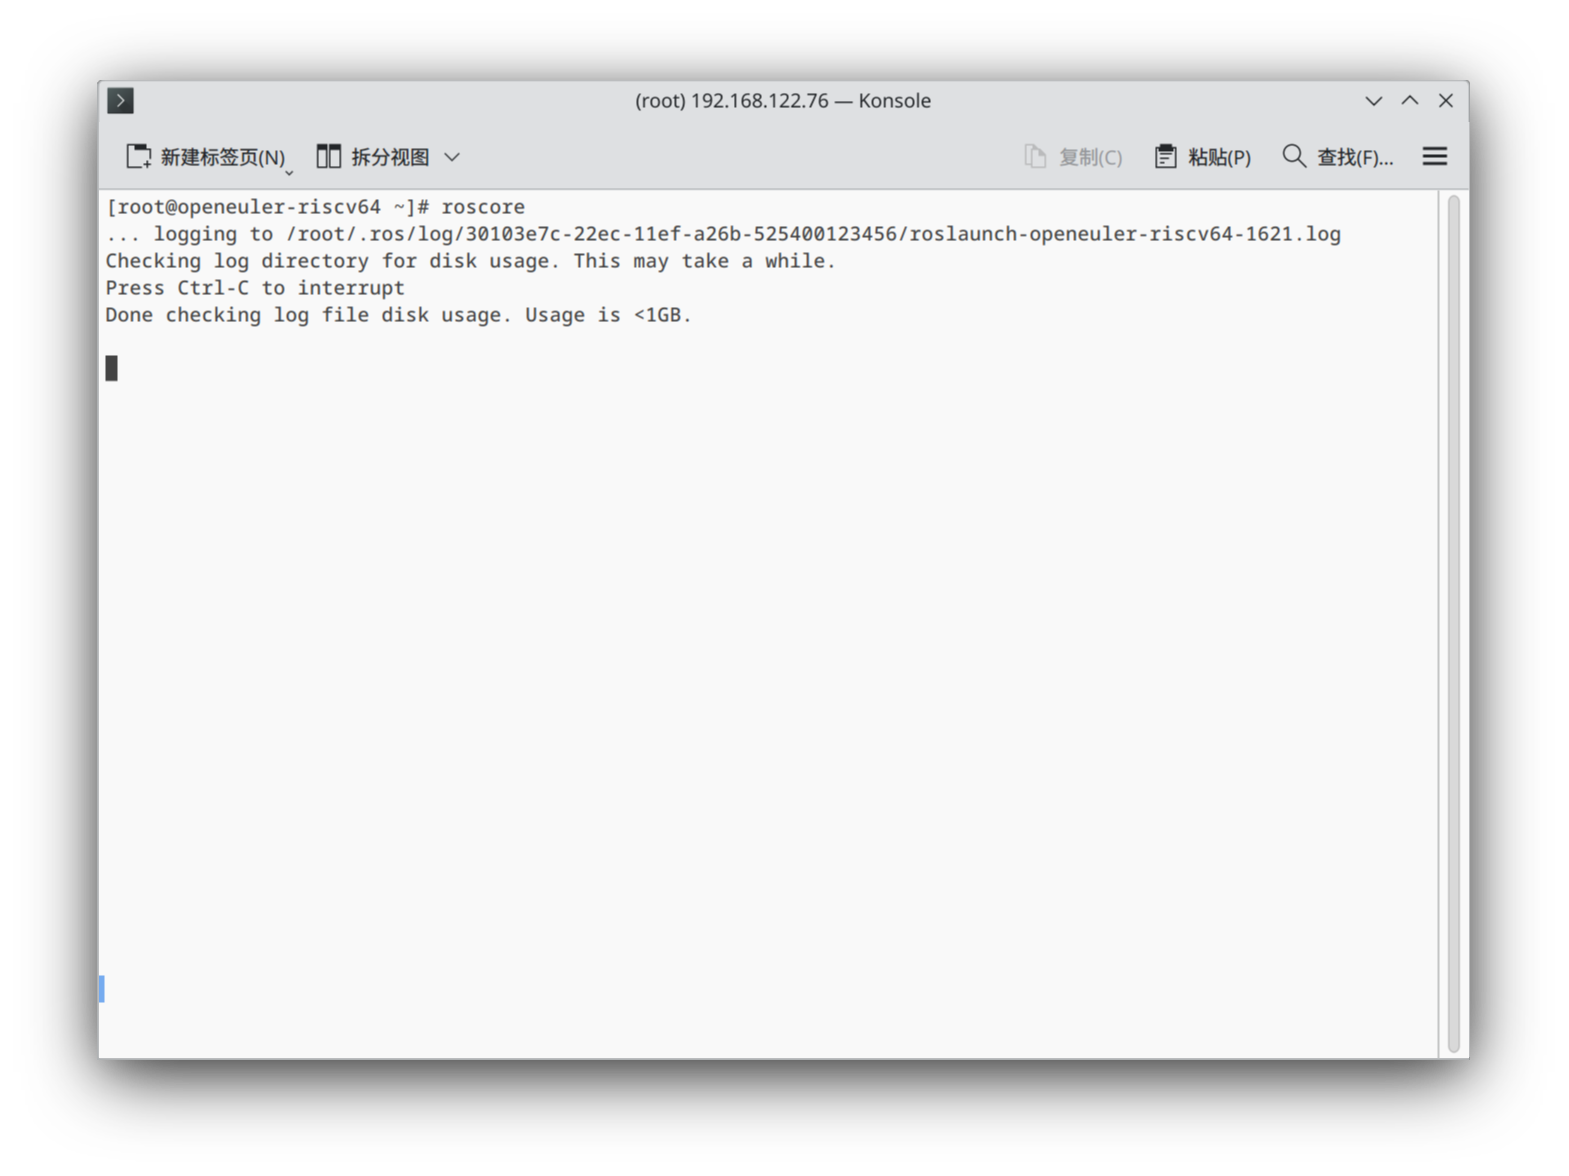 (root) 192.168.122.76 — Konsole
新建标签页(N) 拆分视图 复制(C) 粘贴(P) 查找(F)...
[root@openeuler-riscv64 ~]# roscore
... logging to /root/.ros/log/30103e7c-22ec-11ef-a26b-525400123456/roslaunch-openeuler-riscv64-1621.log
Checking log directory for disk usage. This may take a while.
Press Ctrl-C to interrupt
Done checking log file disk usage. Usage is <1GB.